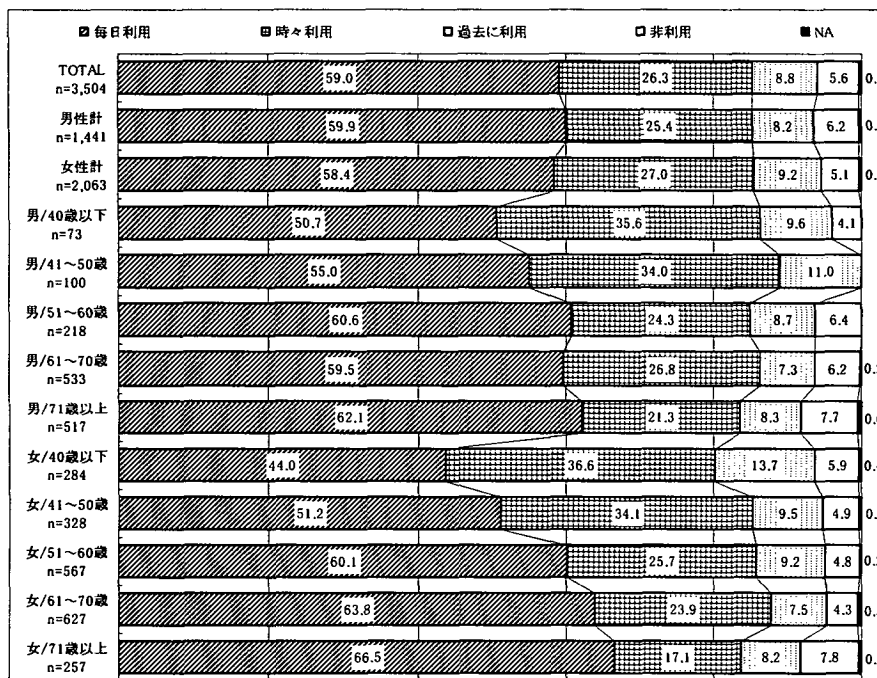 毎日利用 時々利用 過去に利用 非利用 NA
TOTAL
n=3,504
59.0 26.3 8.8 5.6 0.
男性計
n=1,441
59.9 25.4 8.2 6.2 0.
女性計
n=2,063
58.4 27.0 9.2 5.1 0.
男/40歳以下
n=73
50.7 35.6 9.6 4.1
男/41～50歳
n=100
55.0 34.0 11.0
男/51～60歳
n=218
60.6 24.3 8.7 6.4
男/61～70歳
n=533
59.5 26.8 7.3 6.2 0.
男/71歳以上
n=517
62.1 21.3 8.3 7.7 0.
女/40歳以下
n=284
44.0 36.6 13.7 5.9 0.
女/41～50歳
n=328
51.2 34.1 9.5 4.9 0.
女/51～60歳
n=567
60.1 25.7 9.2 4.8 0.
女/61～70歳
n=627
63.8 23.9 7.5 4.3 0.
女/71歳以上
n=257
66.5 17.1 8.2 7.8 0.